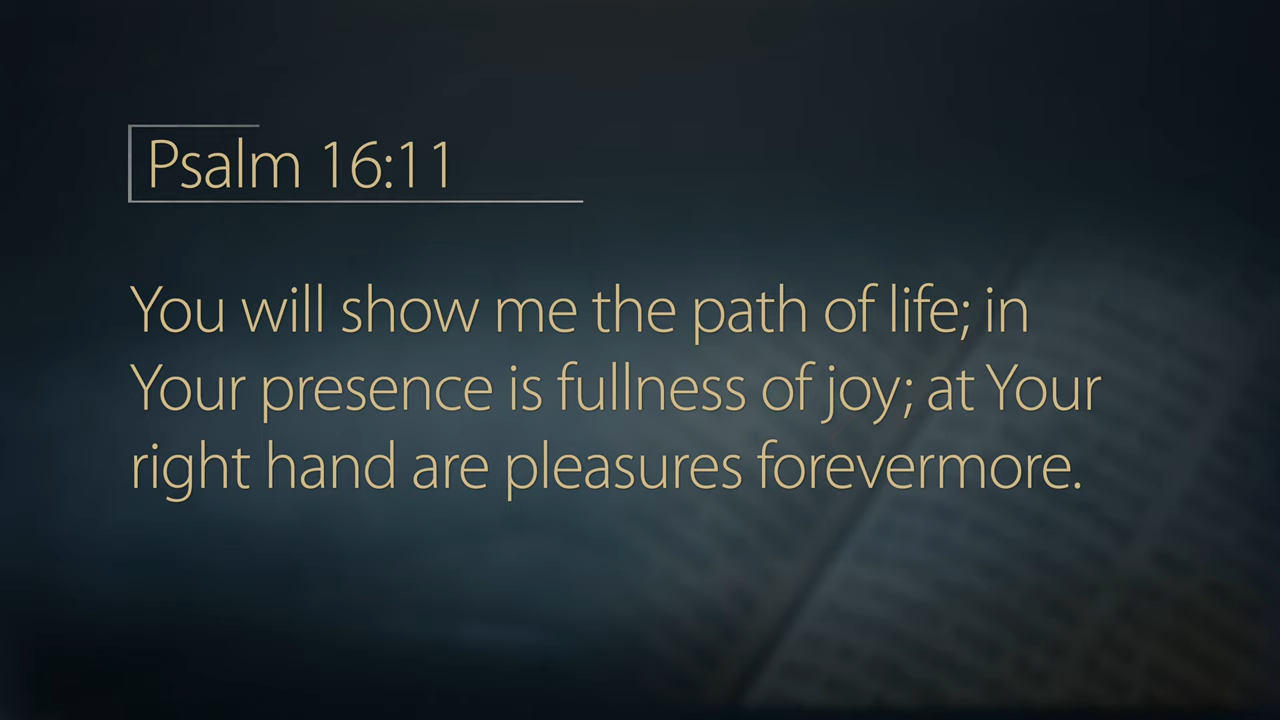 Psalm 16:11
You will show me the path of life; in
Your presence is fullness of joy; at Your
right hand are pleasures forevermore.